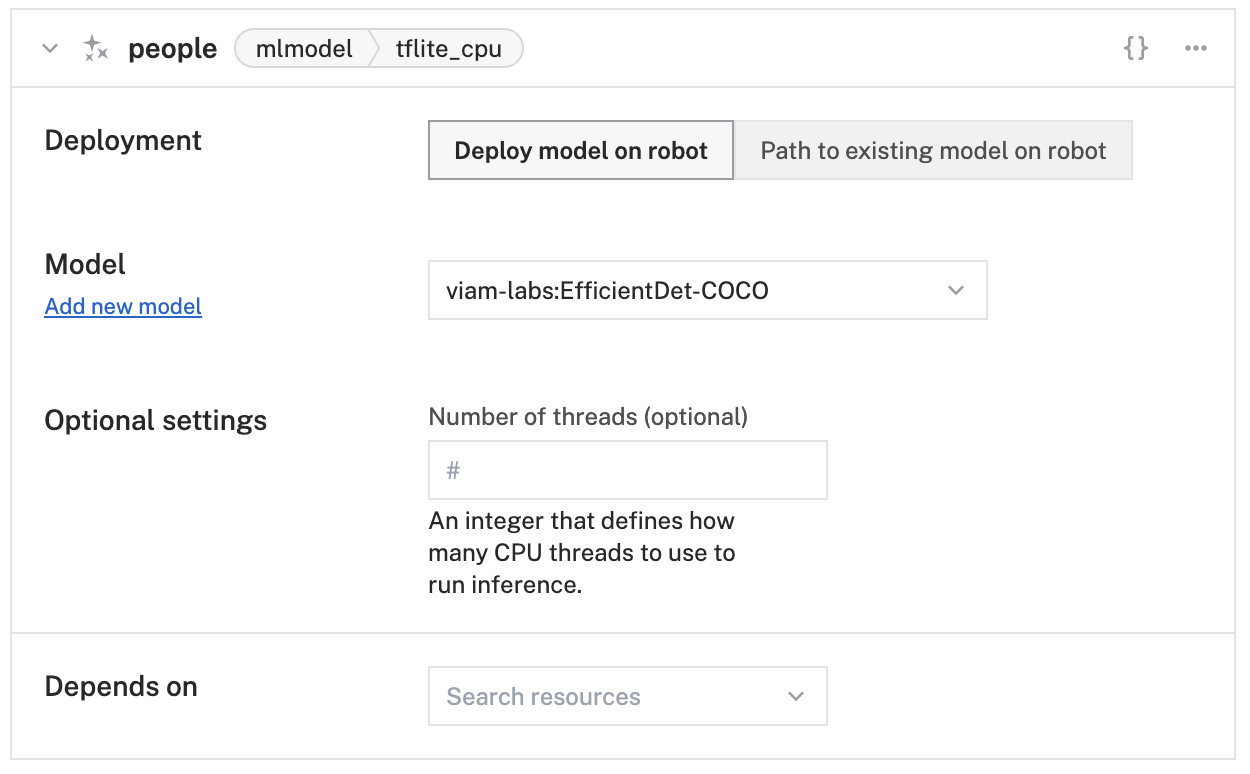 people mlmodel tflite_cpu {} ...
Deployment Deploy model on robot Path to existing model on robot
Model
Add new model
viam-labs:EfficientDet-COCO
Optional settings
Number of threads (optional)
#
An integer that defines how
many CPU threads to use to
run inference.
Depends on Search resources